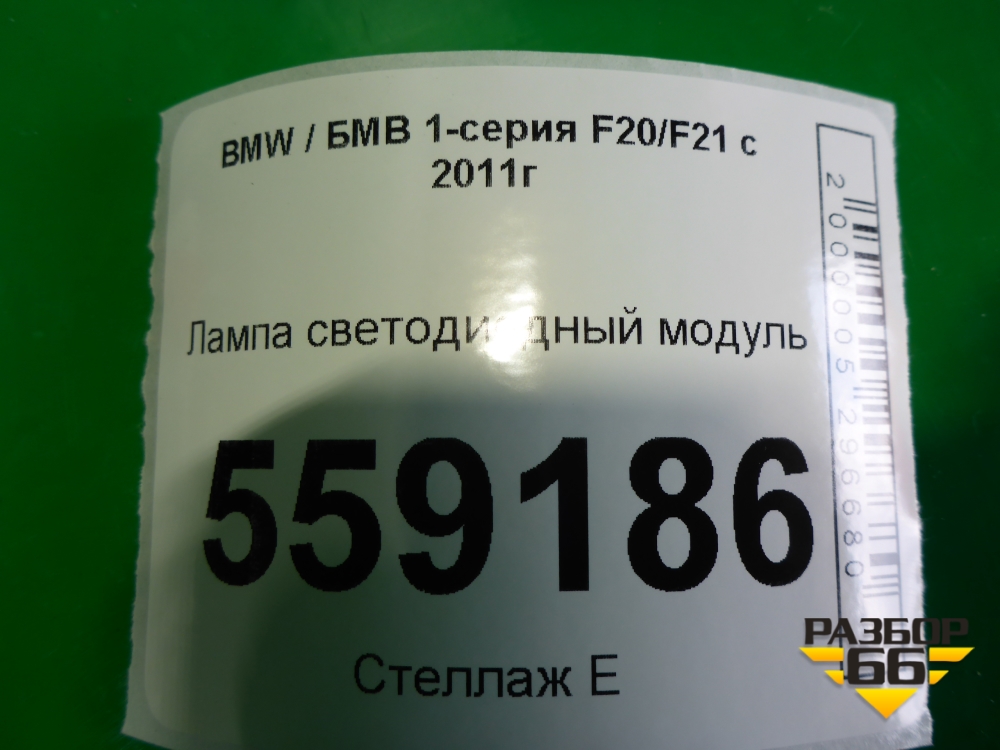 BMW / БМВ 1-серия F20/F21 с
2011г
Лампа светодиодный модуль
559186
Стеллаж Е
2000005296680
РАЗБОР
66